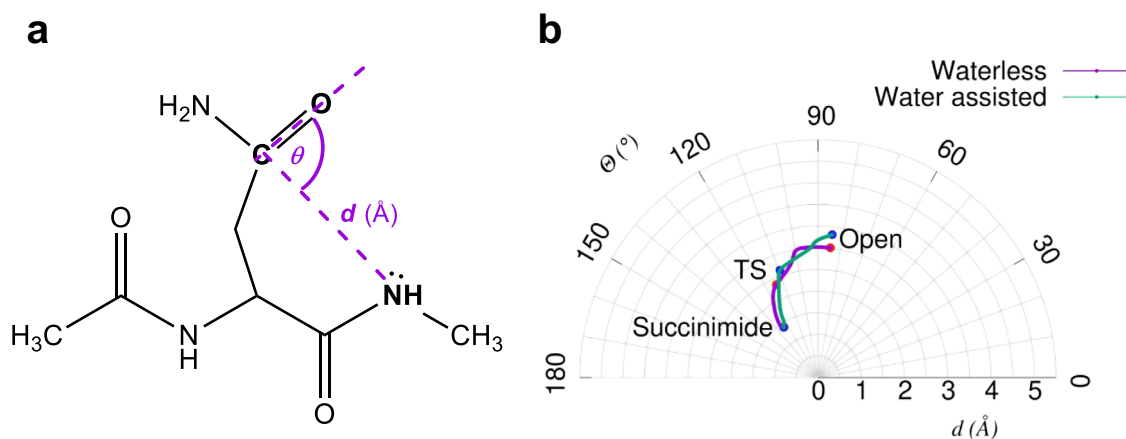 a
H₂N
O
C
θ
d (Å)
O
NH
H₃C
N
H
CH₃
O
b
Waterless
Water assisted
90
Θ (°)
120
60
150
30
Open
TS
Succinimide
180
0
0 1 2 3 4 5
d (Å)